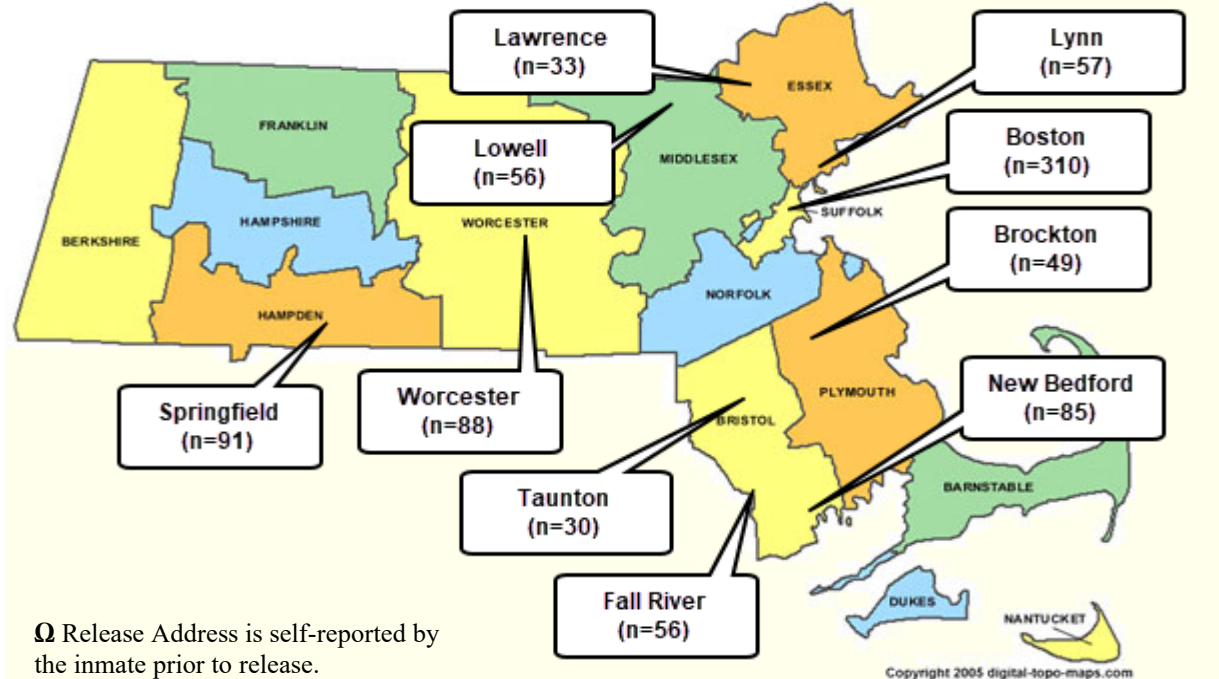 Lawrence
(n=33)
Lynn
(n=57)
ESSEX
FRANKLIN
Lowell
(n=56)
MIDDLESEX
Boston
(n=310)
SUFFOLK
HAMPSHIRE
WORCESTER
BERKSHIRE
Brockton
(n=49)
NORFOLK
HAMPDEN
Springfield
(n=91)
Worcester
(n=88)
PLYMOUTH
New Bedford
(n=85)
BRISTOL
Taunton
(n=30)
BARNSTABLE
Fall River
(n=56)
DUKES
NANTUCKET
Ω Release Address is self-reported by
the inmate prior to release.
Copyright 2005 digital-topo-maps.com